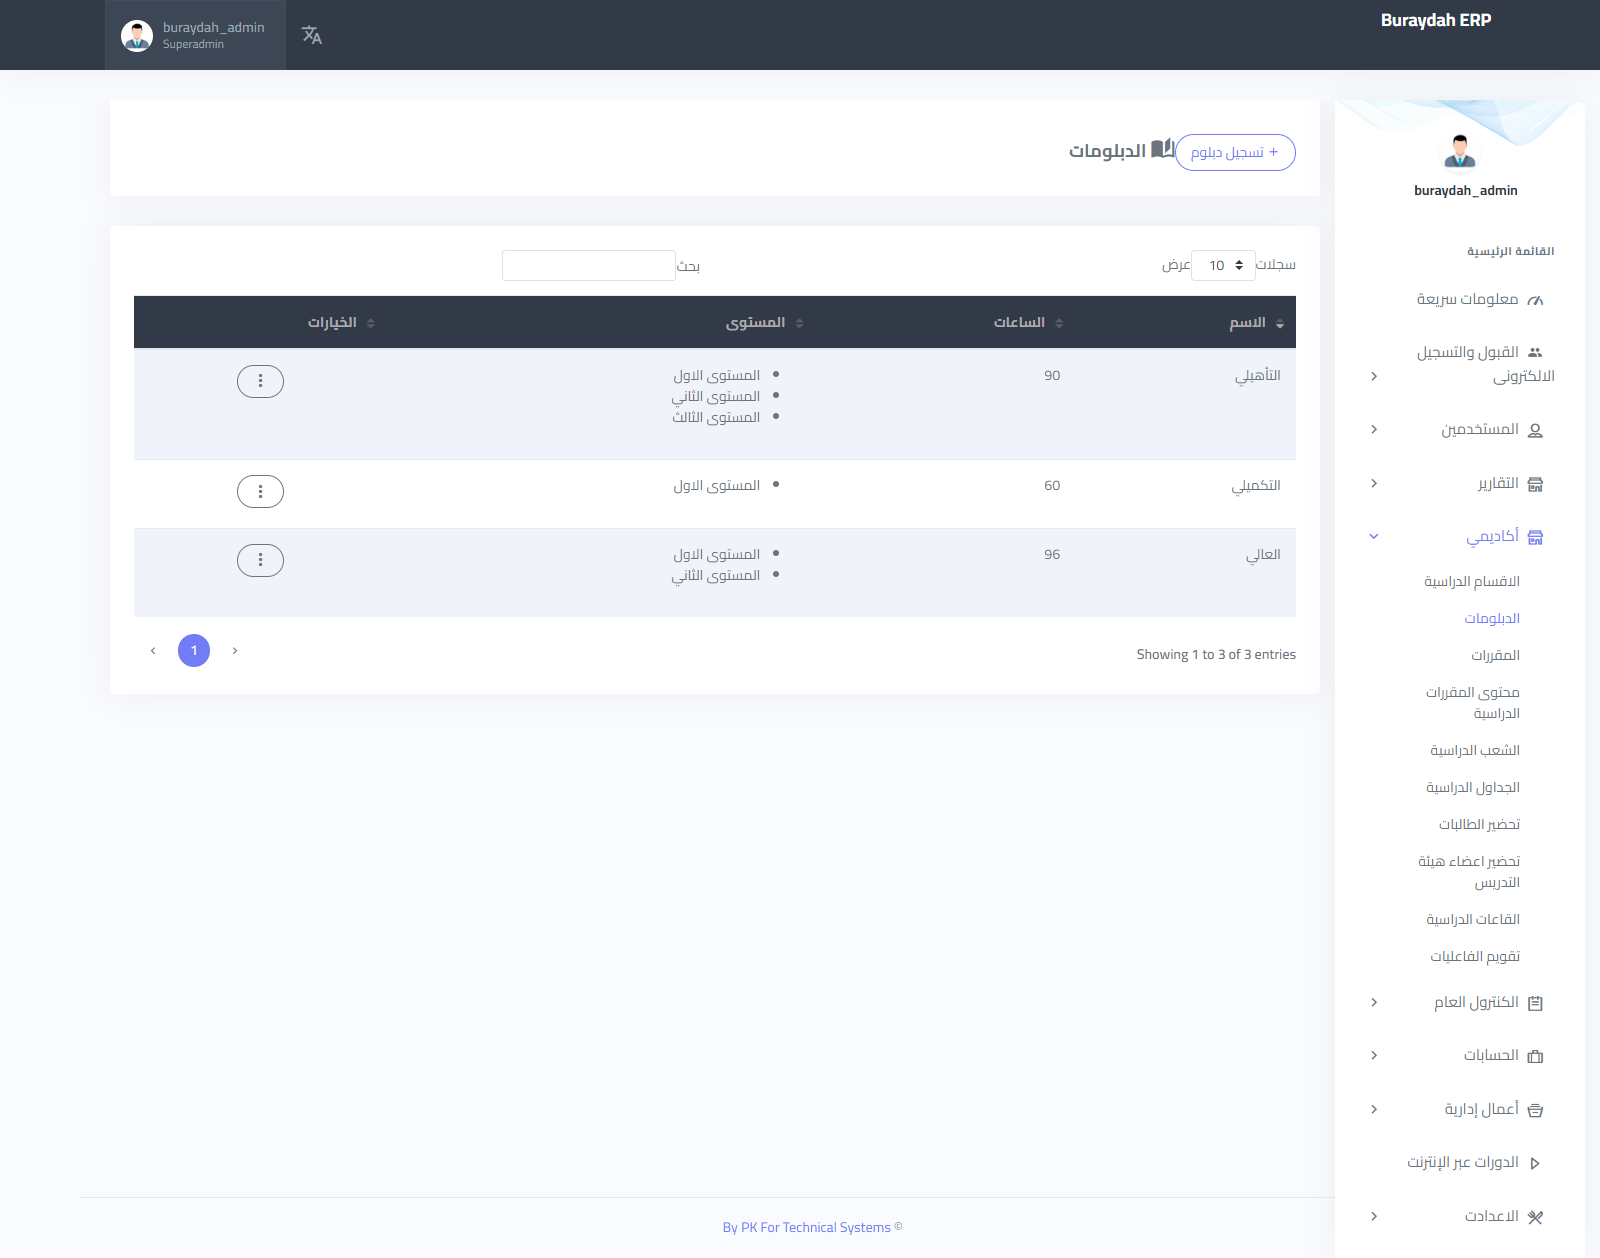 Buraydah ERP
buraydah_admin
Superadmin
buraydah_admin
القائمة الرئيسية
معلومات سريعة
القبول والتسجيل
الالكترونى
المستخدمين
التقارير
أكاديمي
الاقسام الدراسية
الدبلومات
المقررات
محتوى المقررات
الدراسية
الشعب الدراسية
الجداول الدراسية
تحضير الطالبات
تحضير اعضاء هيئة
التدريس
القاعات الدراسية
تقويم الفاعليات
الكنترول العام
الحسابات
أعمال إدارية
الدورات عبر الإنترنت
الاعدادت
+ تسجيل دبلوم
الدبلومات
سجلات 10 عرض
بحث
الاسم الساعات المستوى الخيارات
التأهيلي 90 المستوى الاول
المستوى الثاني
المستوى الثالث
التكميلي 60 المستوى الاول
العالي 96 المستوى الاول
المستوى الثاني
Showing 1 to 3 of 3 entries
‹ 1 ›
By PK For Technical Systems ©